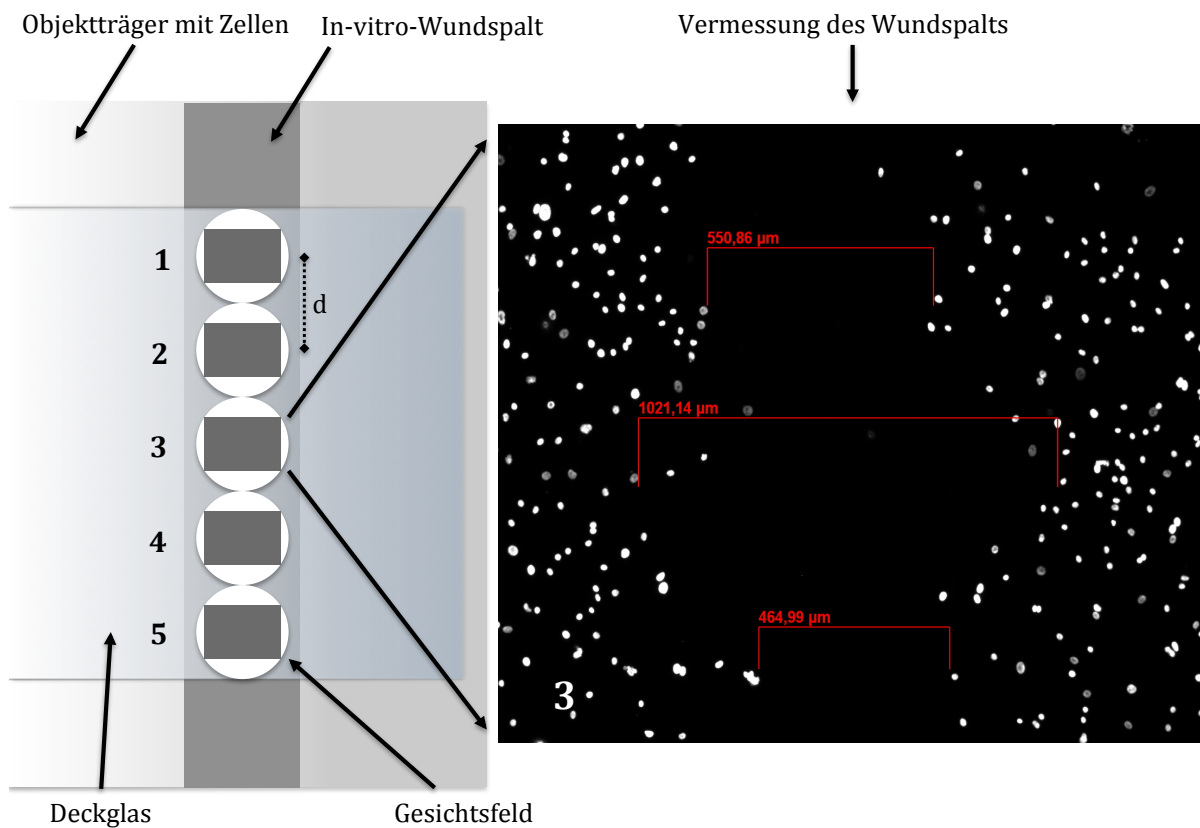 Objektträger mit Zellen
In-vitro-Wundspalt
Vermessung des Wundspalts
1
2
3
4
5
d
550,86 µm
1021,14 µm
464,99 µm
3
Deckglas
Gesichtsfeld